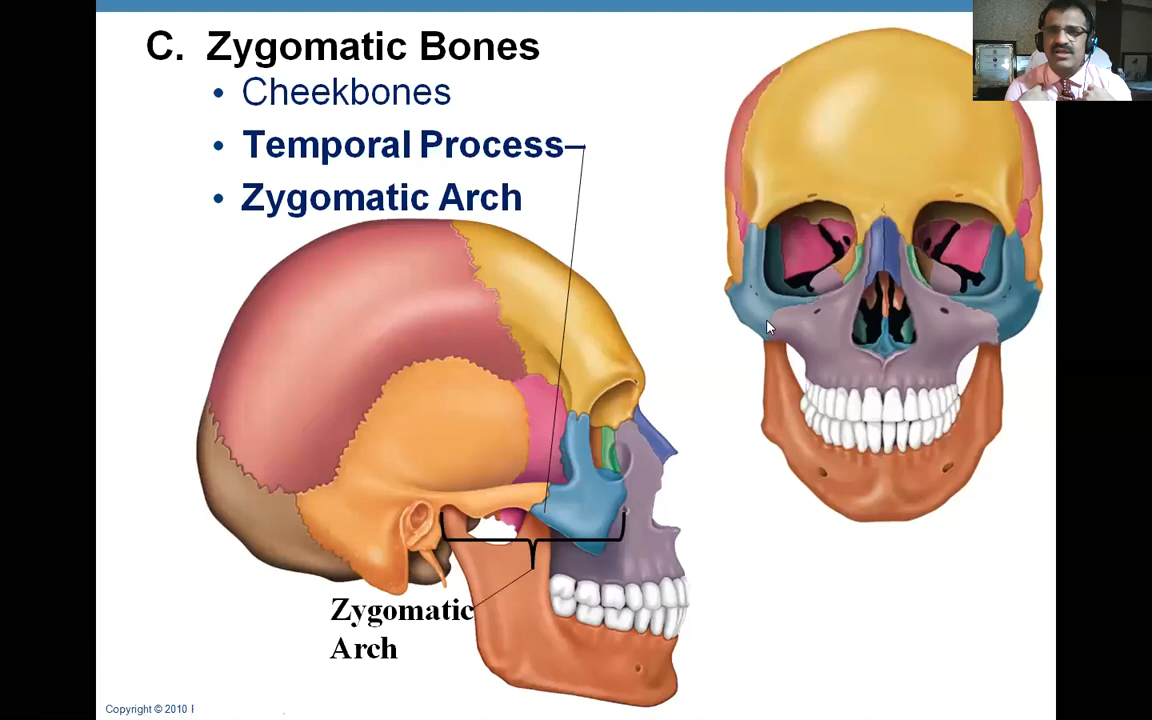 C. Zygomatic Bones
• Cheekbones
• Temporal Process–
• Zygomatic Arch
Zygomatic
Arch
Copyright © 2010